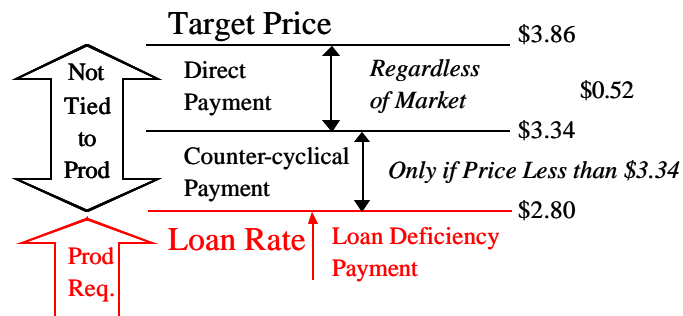 Target Price
$3.86
Not
Tied
to
Prod
Direct
Payment
Regardless
of Market
$0.52
$3.34
Counter-cyclical
Payment
Only if Price Less than $3.34
$2.80
Loan Rate
Loan Deficiency
Payment
Prod
Req.